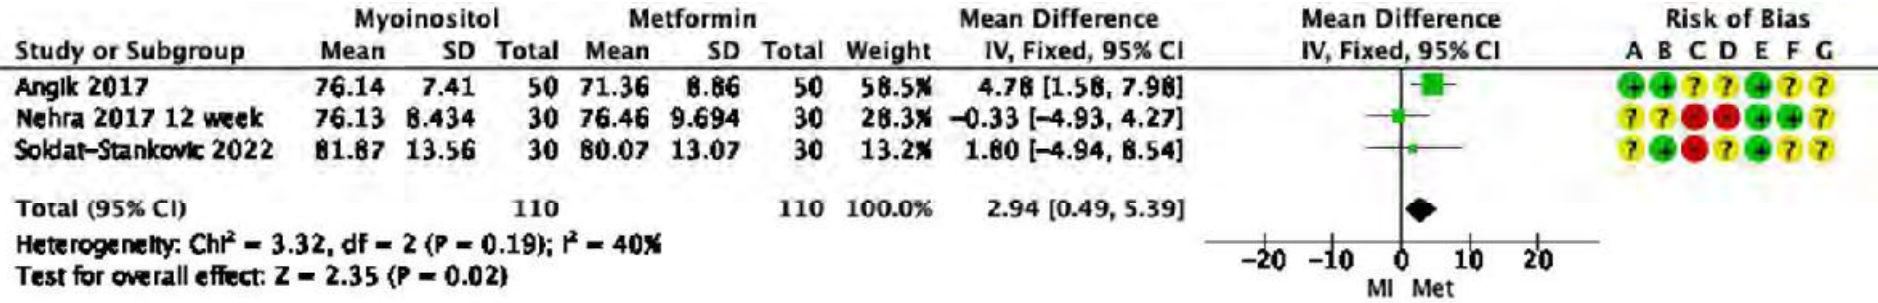 Myoinositol Metformin Mean Difference Mean Difference Risk of Bias
Study or Subgroup Mean SD Total Mean SD Total Weight IV, Fixed, 95% CI IV, Fixed, 95% CI A B C D E F G
Angik 2017 76.14 7.41 50 71.36 8.86 50 58.5% 4.78 [1.58, 7.98] + + ? ? + ? ?
Nehra 2017 12 week 76.13 8.434 30 76.46 9.694 30 28.3% −0.33 [−4.93, 4.27] ? ? - - + + ?
Soldat-Stankovic 2022 81.87 13.56 30 80.07 13.07 30 13.2% 1.80 [−4.94, 8.54] ? + - ? + ? ?
Total (95% CI) 110 110 100.0% 2.94 [0.49, 5.39]
Heterogeneity: Chi² = 3.32, df = 2 (P = 0.19); I² = 40%
Test for overall effect: Z = 2.35 (P = 0.02)
−20 −10 0 10 20
MI Met